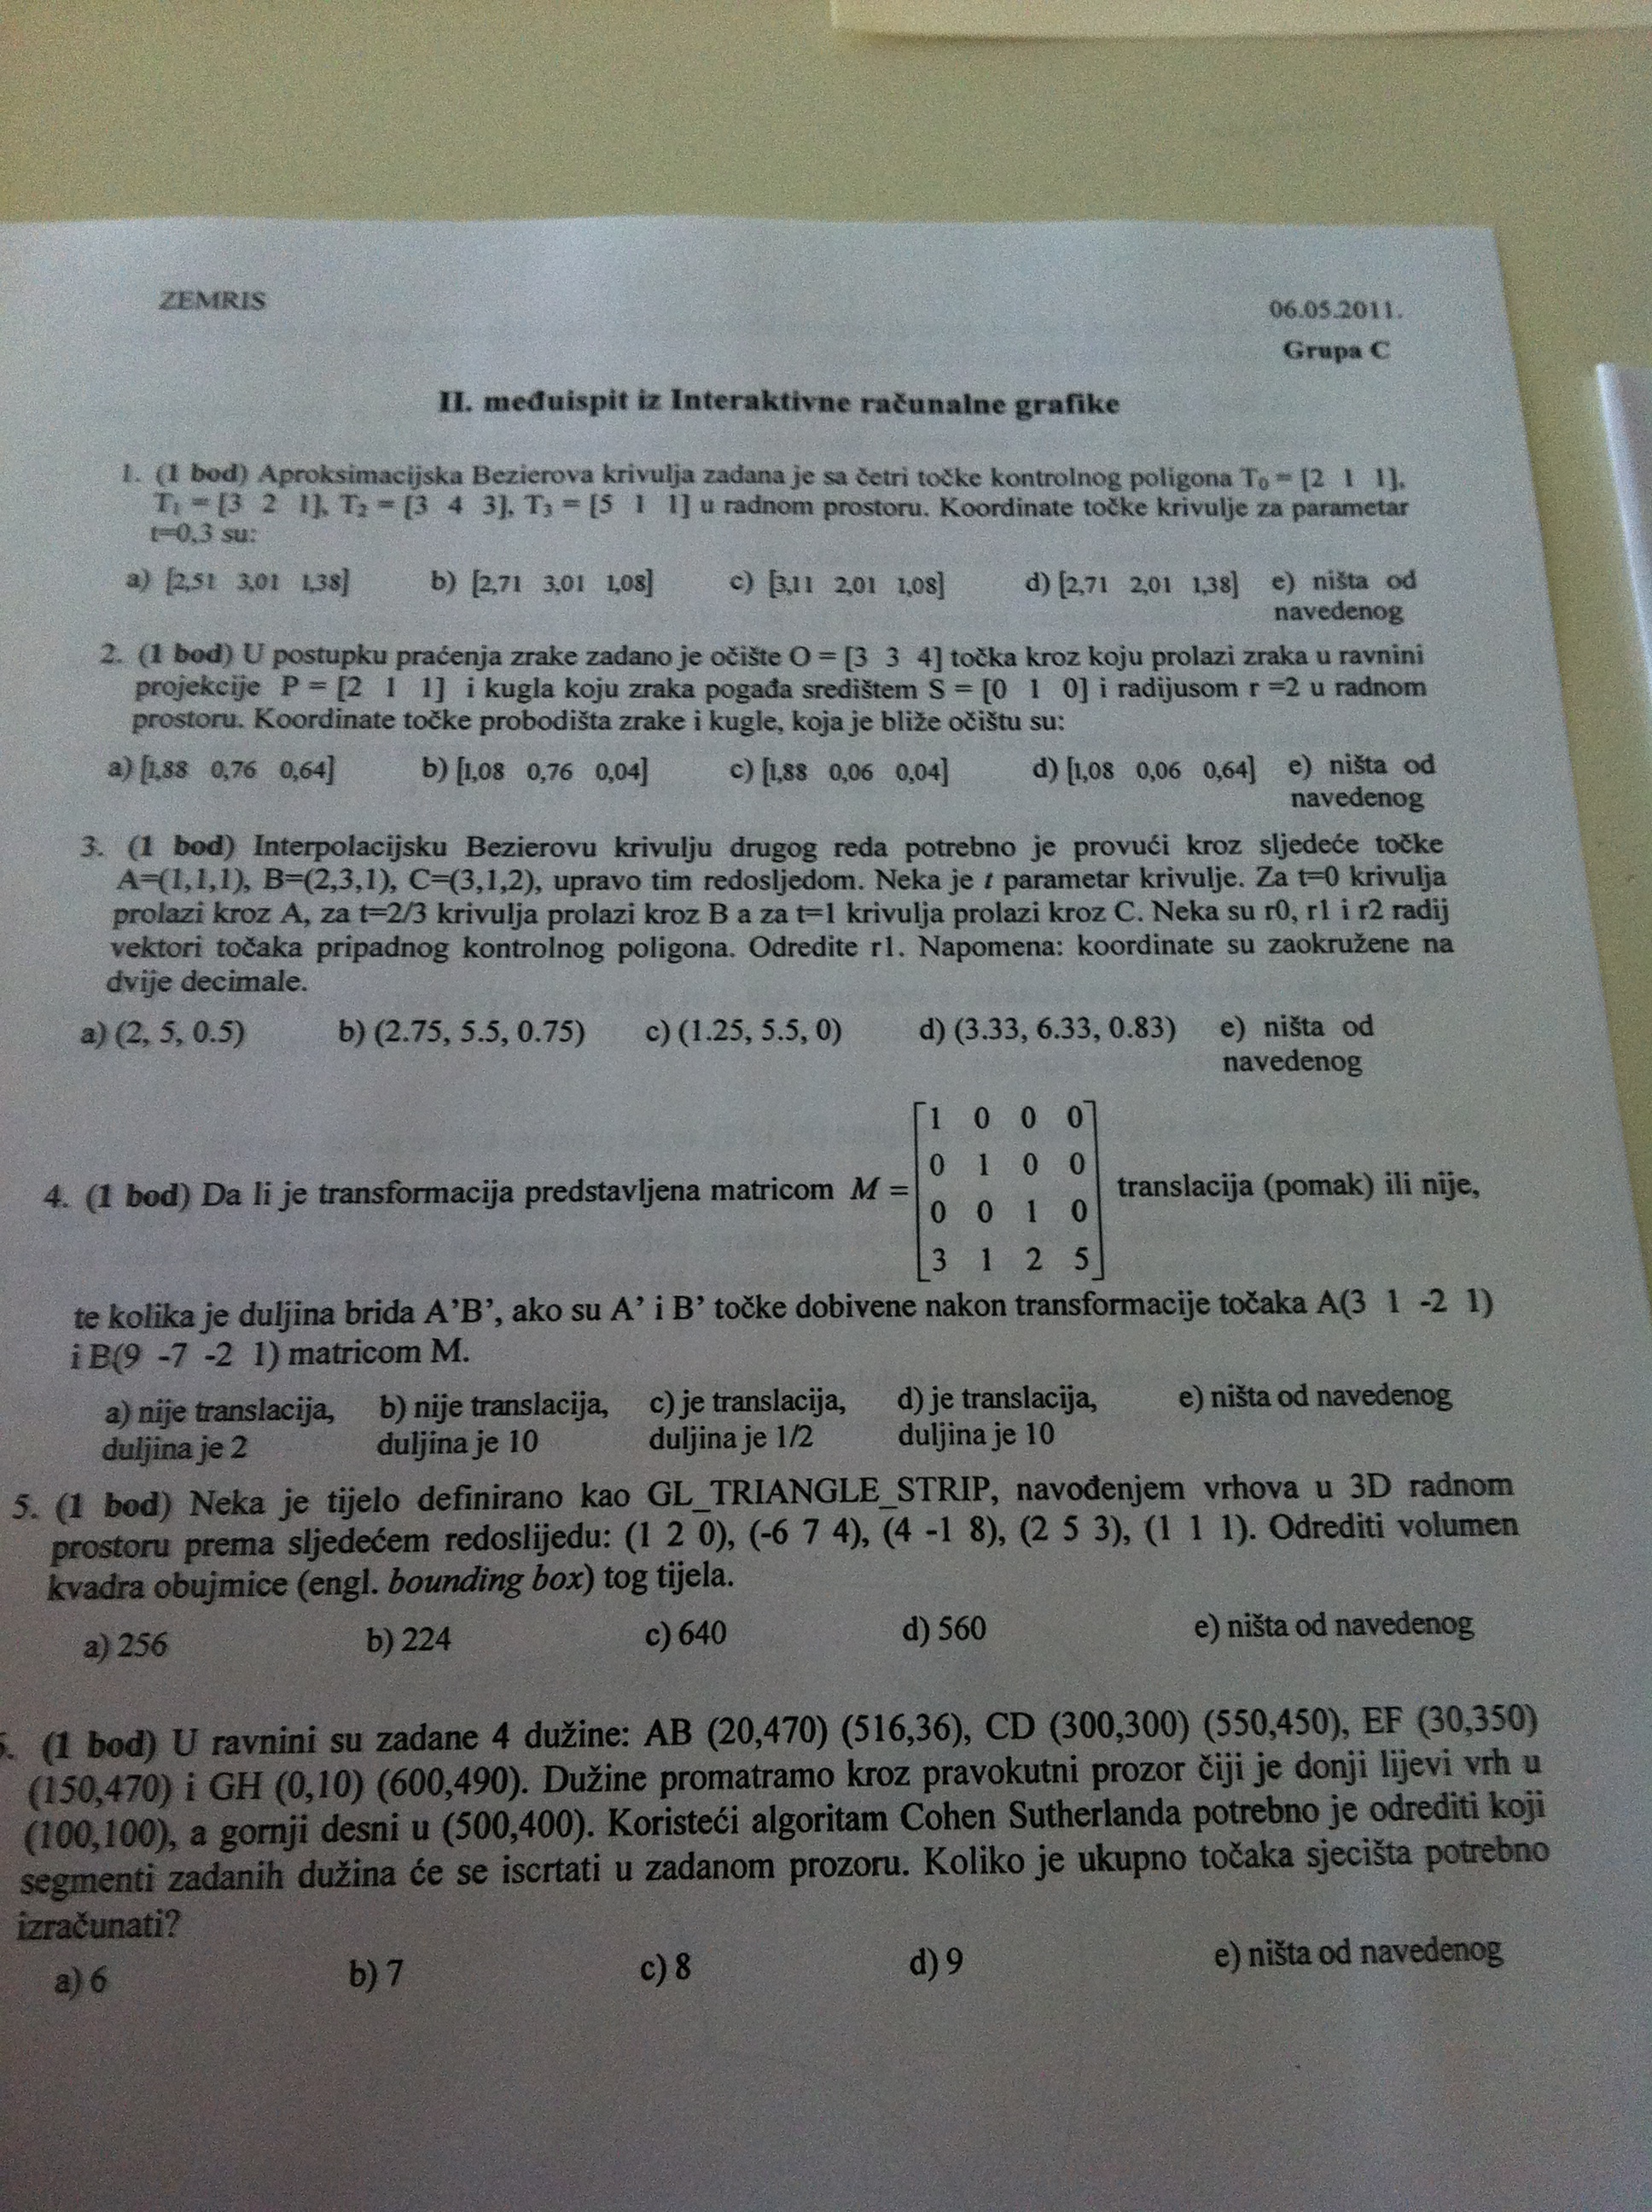 ZEMRIS
06.05.2011.
Grupa C
II. međuispit iz Interaktivne računalne grafike
1. (1 bod) Aproksimacijska Bezierova krivulja zadana je sa četri točke kontrolnog poligona T₀ = [2 1 1],
T₁ = [3 2 1], T₂ = [3 4 3], T₃ = [5 1 1] u radnom prostoru. Koordinate točke krivulje za parametar
t=0,3 su:
a) [2,51 3,01 1,38] b) [2,71 3,01 1,08] c) [3,11 2,01 1,08] d) [2,71 2,01 1,38] e) ništa od
navedenog
2. (1 bod) U postupku praćenja zrake zadano je očište O = [3 3 4] točka kroz koju prolazi zraka u ravnini
projekcije P = [2 1 1] i kugla koju zraka pogađa središtem S = [0 1 0] i radijusom r =2 u radnom
prostoru. Koordinate točke probodišta zrake i kugle, koja je bliže očištu su:
a) [1,88 0,76 0,64] b) [1,08 0,76 0,04] c) [1,88 0,06 0,04] d) [1,08 0,06 0,64] e) ništa od
navedenog
3. (1 bod) Interpolacijsku Bezierovu krivulju drugog reda potrebno je provući kroz sljedeće točke
A=(1,1,1), B=(2,3,1), C=(3,1,2), upravo tim redosljedom. Neka je t parametar krivulje. Za t=0 krivulja
prolazi kroz A, za t=2/3 krivulja prolazi kroz B a za t=1 krivulja prolazi kroz C. Neka su r0, r1 i r2 radij
vektori točaka pripadnog kontrolnog poligona. Odredite r1. Napomena: koordinate su zaokružene na
dvije decimale.
a) (2, 5, 0.5) b) (2.75, 5.5, 0.75) c) (1.25, 5.5, 0) d) (3.33, 6.33, 0.83) e) ništa od
navedenog
1 0 0 0
0 1 0 0
4. (1 bod) Da li je transformacija predstavljena matricom M = translacija (pomak) ili nije,
0 0 1 0
3 1 2 5
te kolika je duljina brida A’B’, ako su A’ i B’ točke dobivene nakon transformacije točaka A(3 1 -2 1)
i B(9 -7 -2 1) matricom M.
a) nije translacija, b) nije translacija, c) je translacija, d) je translacija, e) ništa od navedenog
duljina je 2 duljina je 10 duljina je 1/2 duljina je 10
5. (1 bod) Neka je tijelo definirano kao GL_TRIANGLE_STRIP, navođenjem vrhova u 3D radnom
prostoru prema sljedećem redoslijedu: (1 2 0), (-6 7 4), (4 -1 8), (2 5 3), (1 1 1). Odrediti volumen
kvadra obujmice (engl. bounding box) tog tijela.
a) 256 b) 224 c) 640 d) 560 e) ništa od navedenog
(1 bod) U ravnini su zadane 4 dužine: AB (20,470) (516,36), CD (300,300) (550,450), EF (30,350)
(150,470) i GH (0,10) (600,490). Dužine promatramo kroz pravokutni prozor čiji je donji lijevi vrh u
(100,100), a gornji desni u (500,400). Koristeći algoritam Cohen Sutherlanda potrebno je odrediti koji
segmenti zadanih dužina će se iscrtati u zadanom prozoru. Koliko je ukupno točaka sjecišta potrebno
izračunati?
a) 6 b) 7 c) 8 d) 9 e) ništa od navedenog